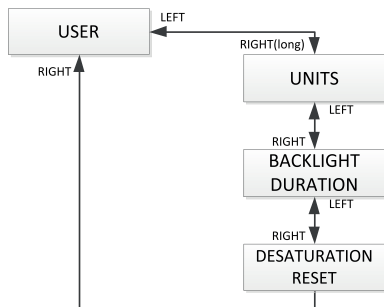 USER
LEFT
RIGHT(long)
RIGHT
UNITS
LEFT
RIGHT
BACKLIGHT
DURATION
LEFT
RIGHT
DESATURATION
RESET